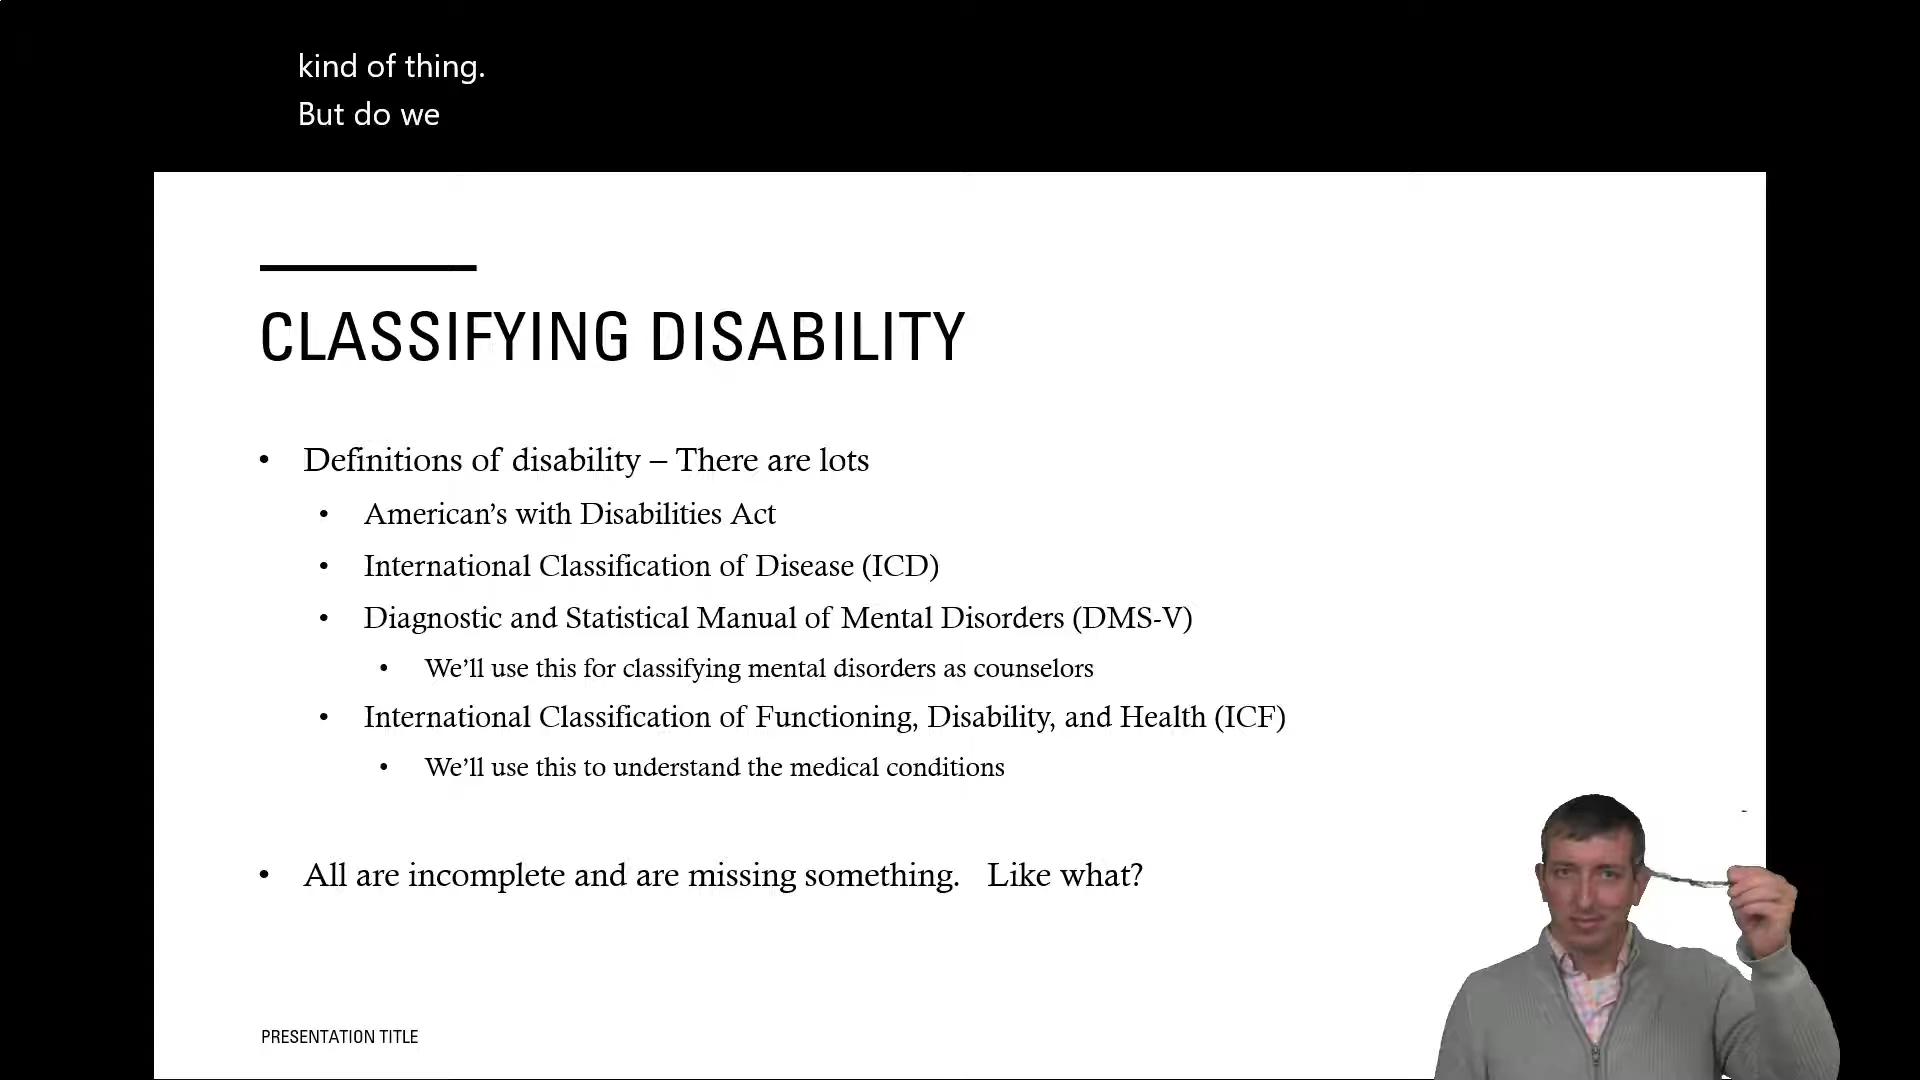 kind of thing.
But do we
CLASSIFYING DISABILITY
• Definitions of disability – There are lots
• American’s with Disabilities Act
• International Classification of Disease (ICD)
• Diagnostic and Statistical Manual of Mental Disorders (DMS-V)
• We’ll use this for classifying mental disorders as counselors
• International Classification of Functioning, Disability, and Health (ICF)
• We’ll use this to understand the medical conditions
• All are incomplete and are missing something. Like what?
PRESENTATION TITLE